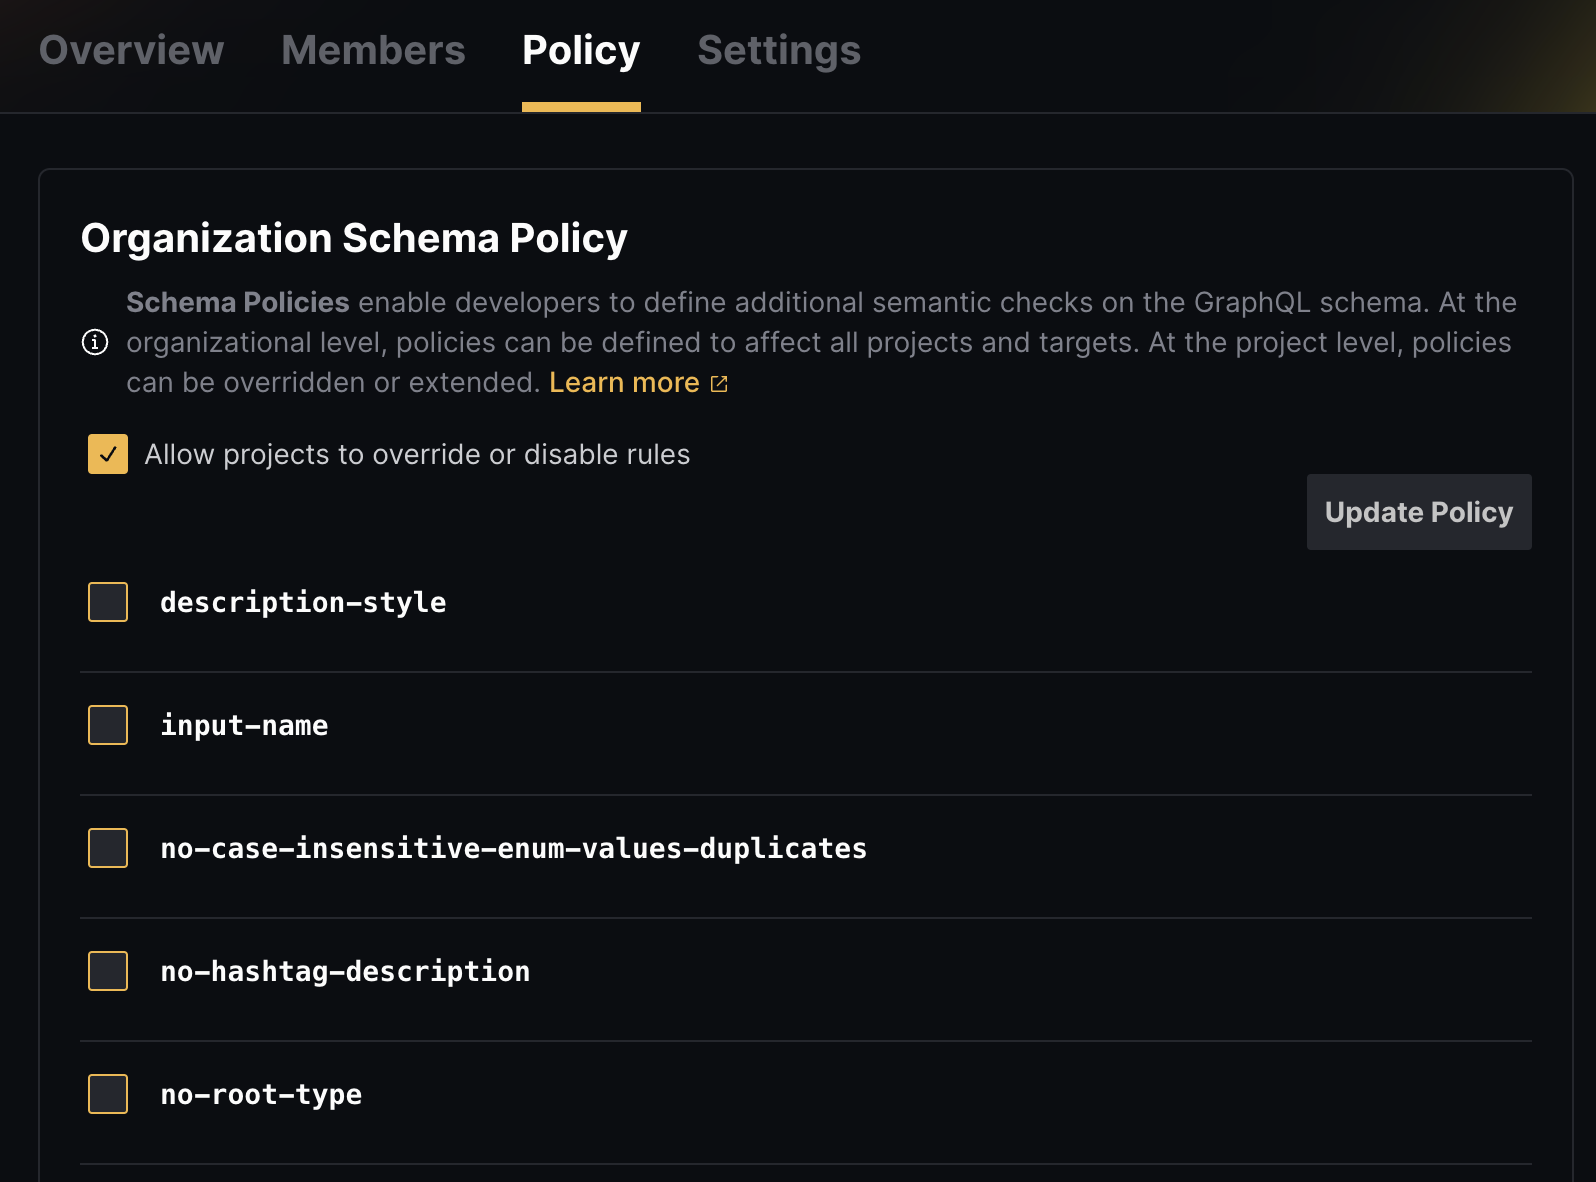 Overview Members Policy Settings
Organization Schema Policy
Schema Policies enable developers to define additional semantic checks on the GraphQL schema. At the
organizational level, policies can be defined to affect all projects and targets. At the project level, policies
can be overridden or extended. Learn more
Allow projects to override or disable rules
Update Policy
description-style
input-name
no-case-insensitive-enum-values-duplicates
no-hashtag-description
no-root-type